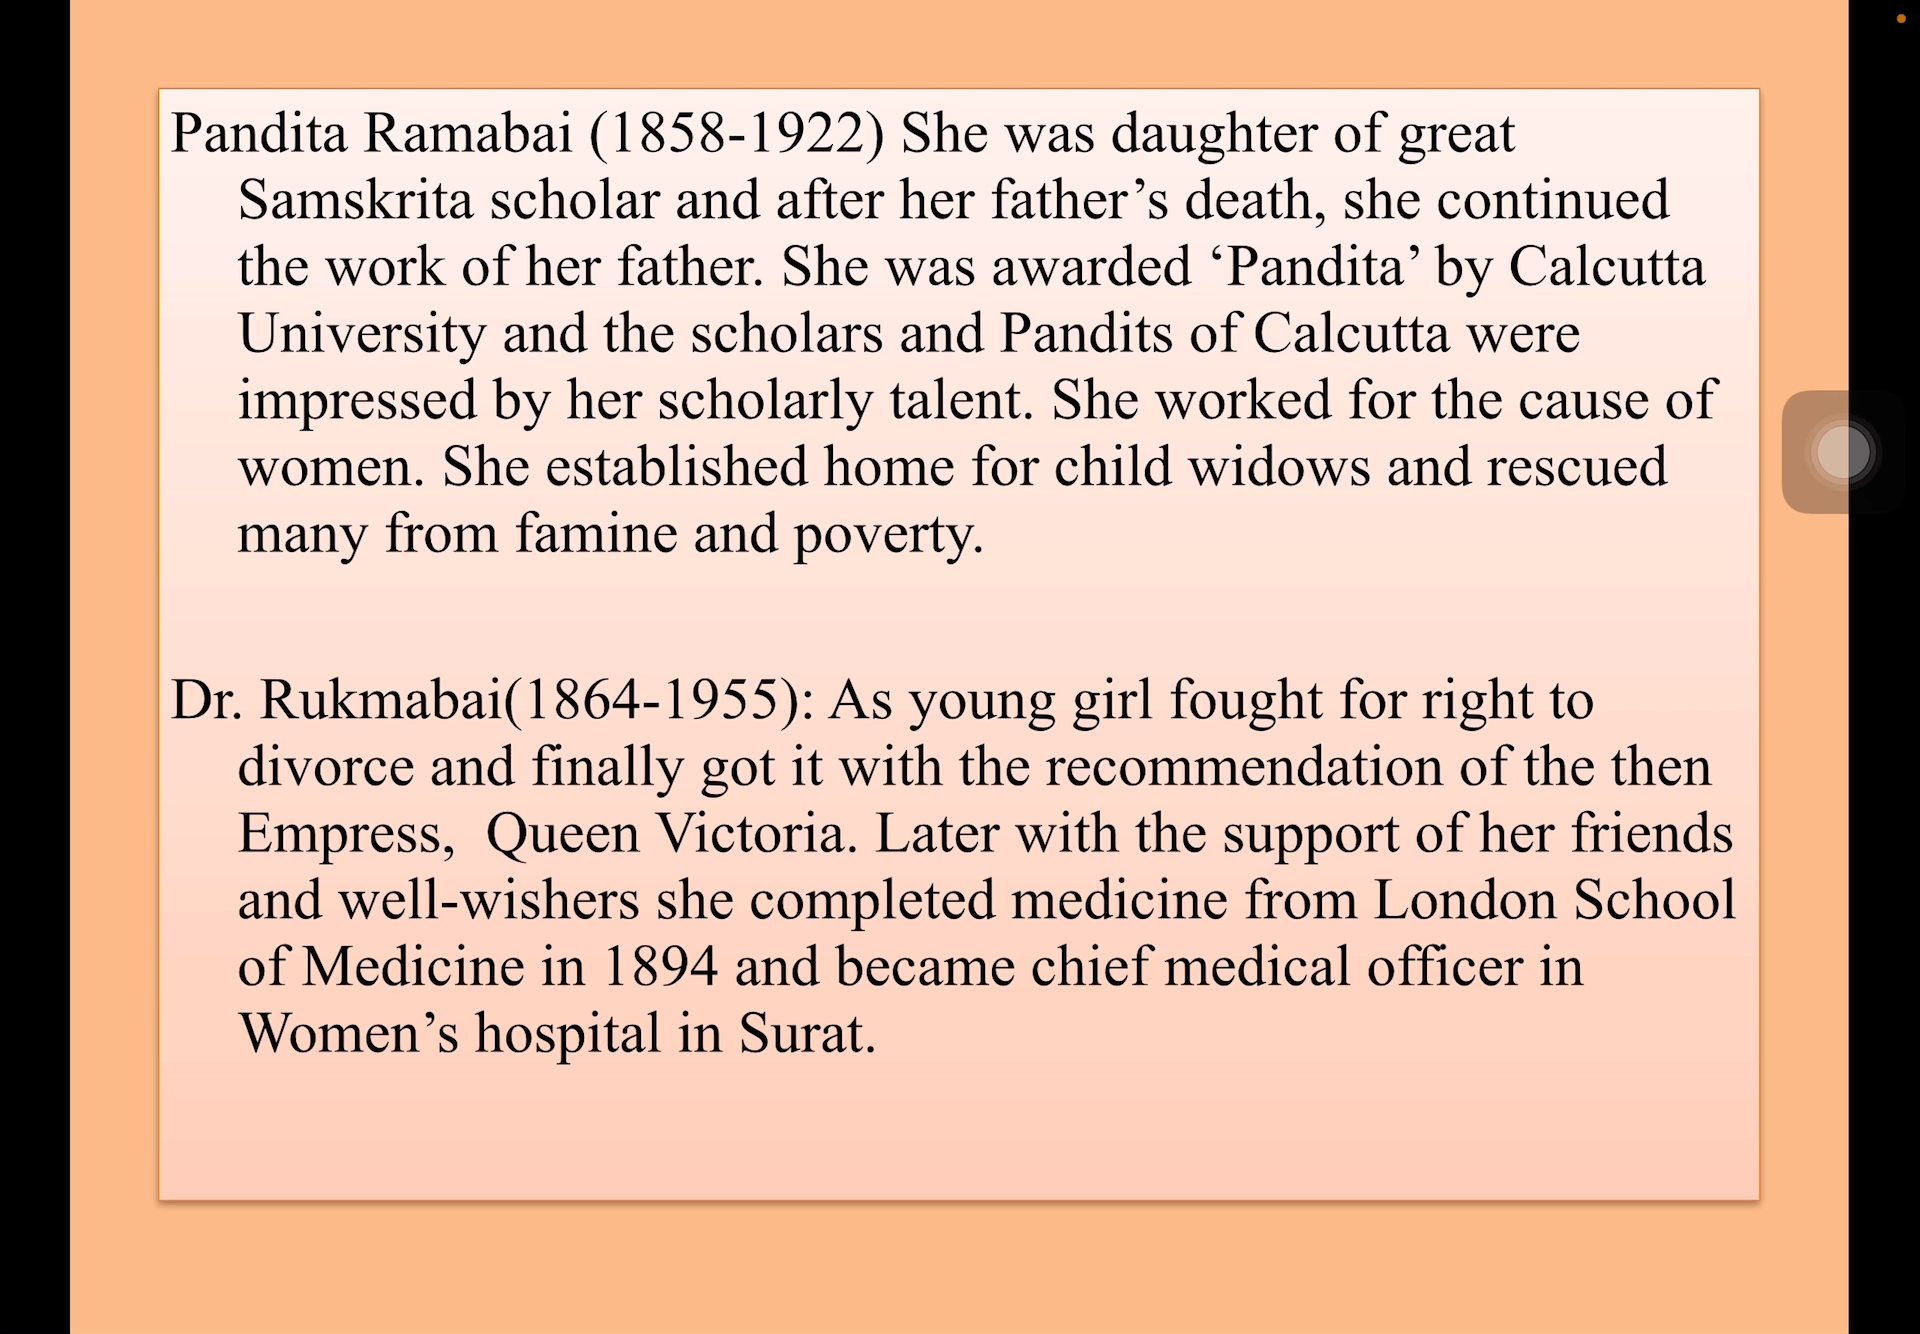 Pandita Ramabai (1858-1922) She was daughter of great
Samskrita scholar and after her father’s death, she continued
the work of her father. She was awarded ‘Pandita’ by Calcutta
University and the scholars and Pandits of Calcutta were
impressed by her scholarly talent. She worked for the cause of
women. She established home for child widows and rescued
many from famine and poverty.
Dr. Rukmabai(1864-1955): As young girl fought for right to
divorce and finally got it with the recommendation of the then
Empress,  Queen Victoria. Later with the support of her friends
and well-wishers she completed medicine from London School
of Medicine in 1894 and became chief medical officer in
Women’s hospital in Surat.